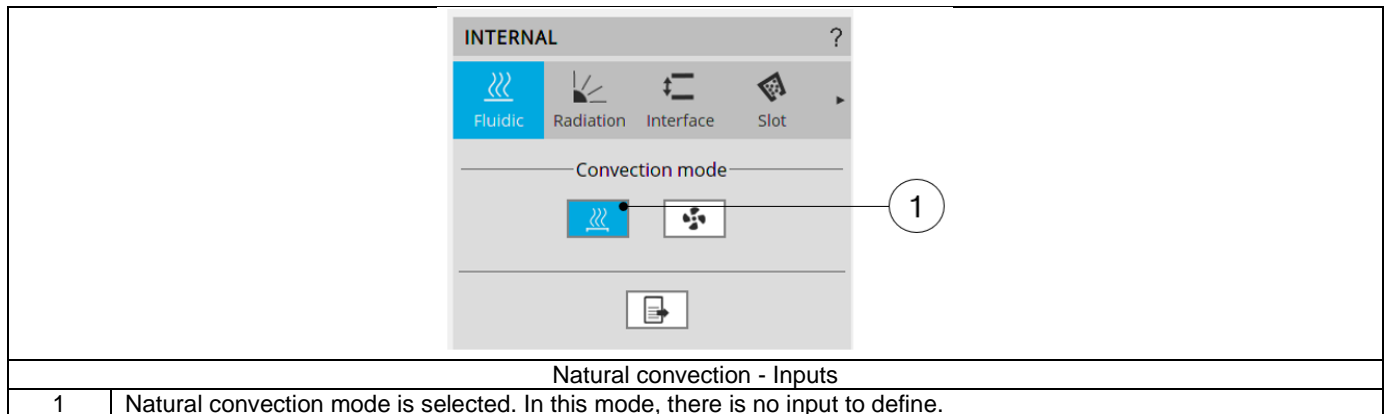 INTERNAL ?
Fluidic Radiation Interface Slot
Convection mode
1
Natural convection - Inputs
1 Natural convection mode is selected. In this mode, there is no input to define.